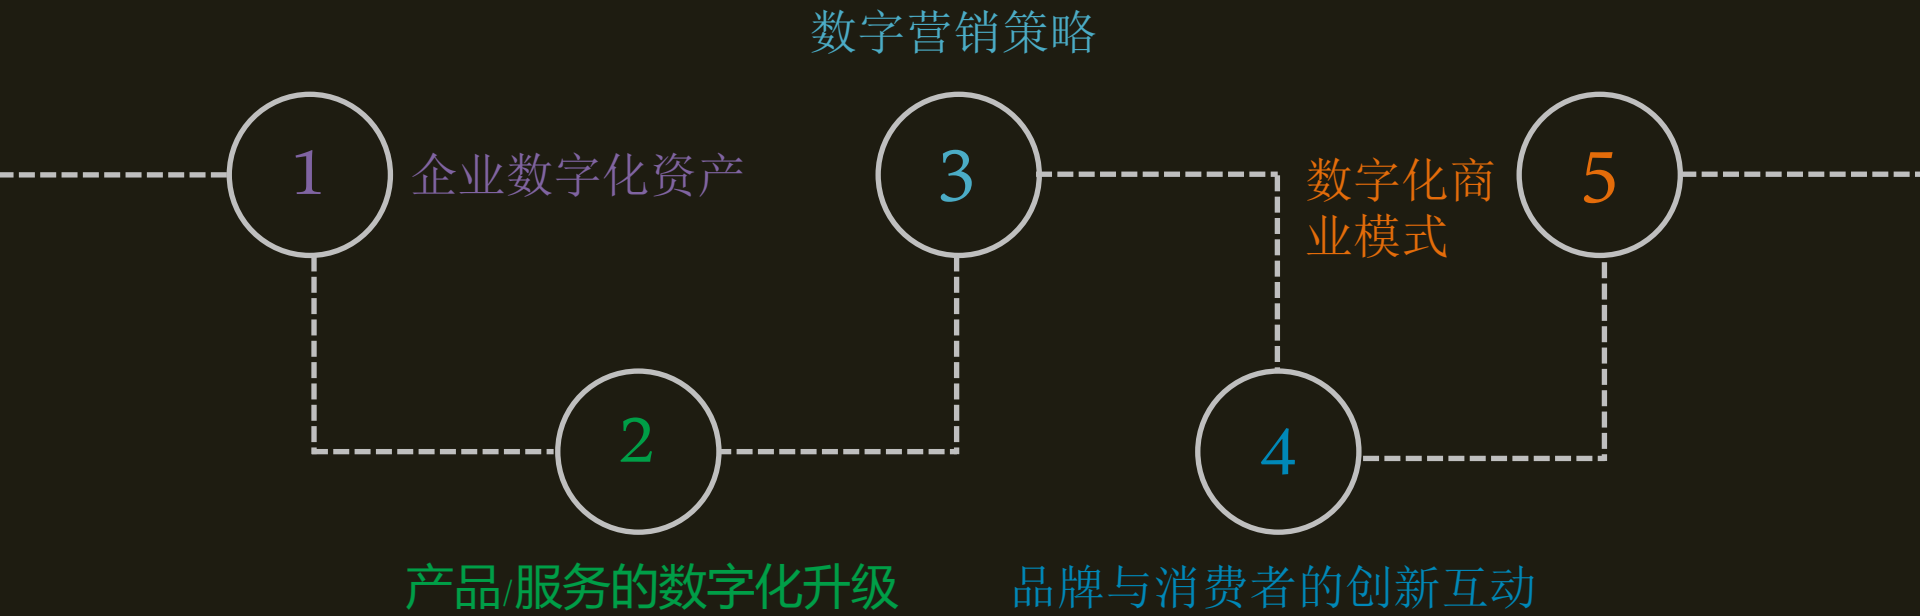 数字营销策略
1
企业数字化资产
3
数字化商
业模式
5
2
4
产品/服务的数字化升级
品牌与消费者的创新互动